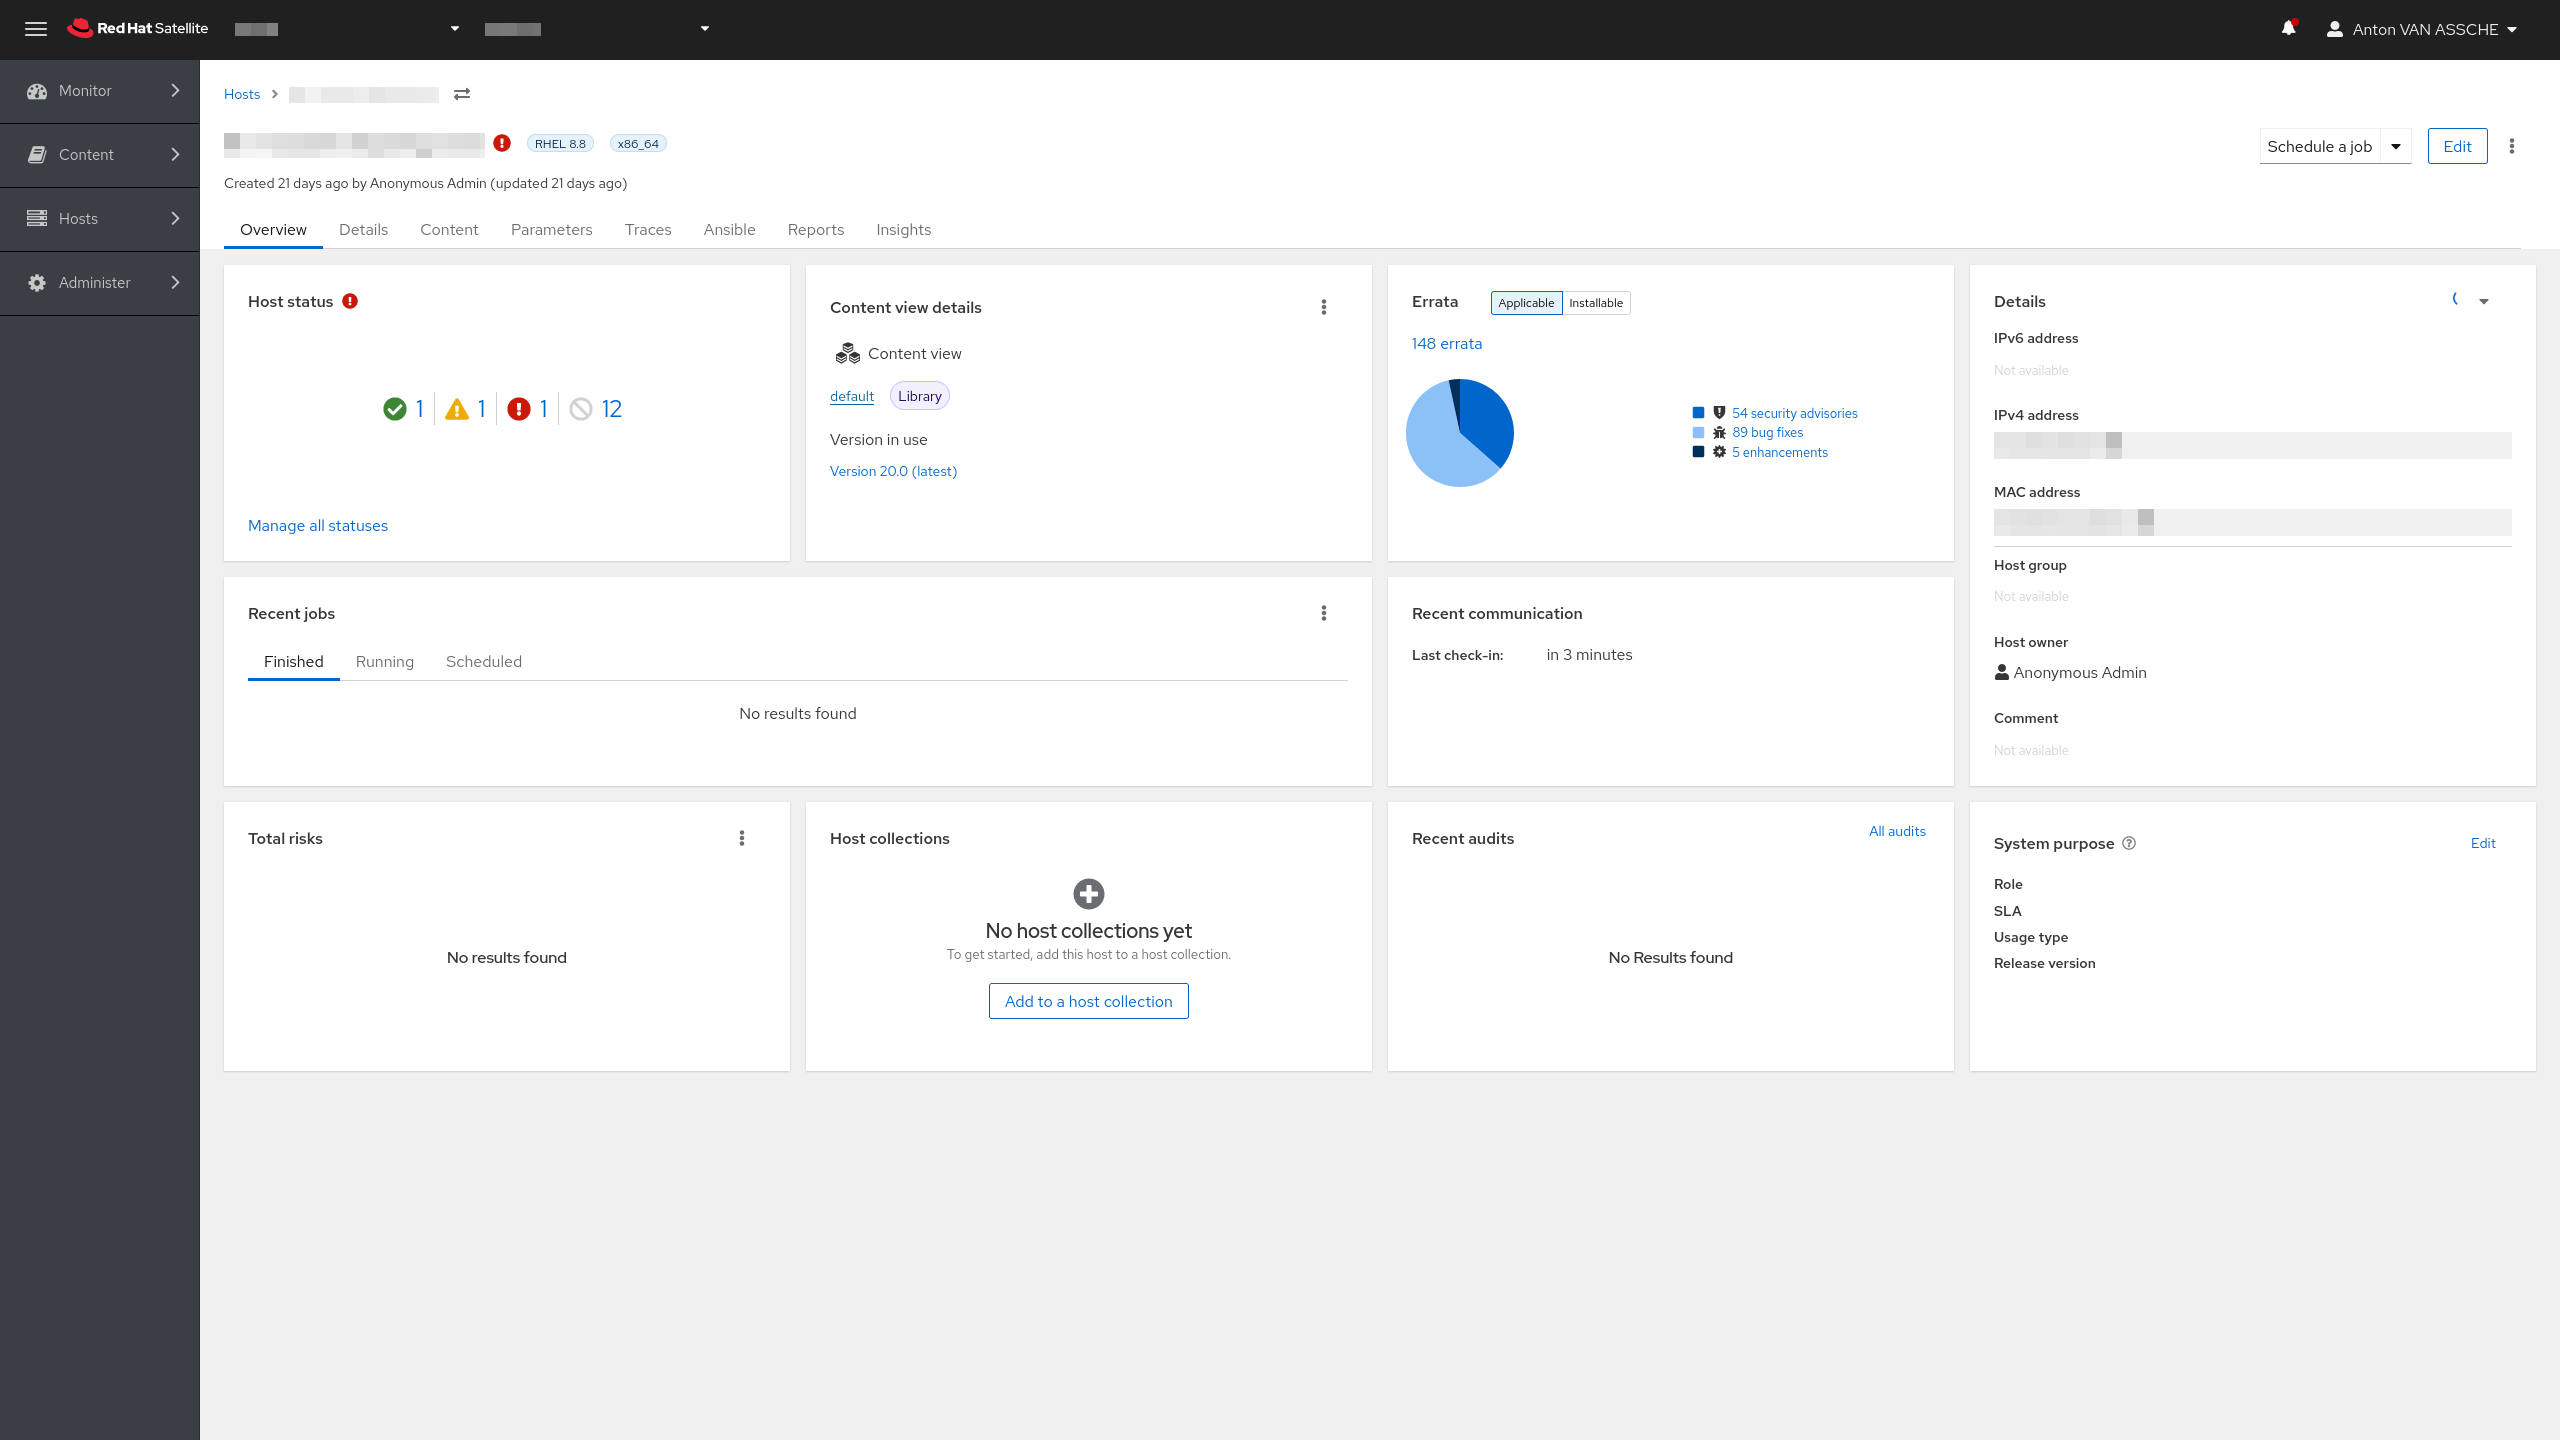 Red Hat Satellite
Anton VAN ASSCHE
Monitor
Content
Hosts
Administer
Hosts
RHEL 8.8
x86_64
Schedule a job
Edit
Created 21 days ago by Anonymous Admin (updated 21 days ago)
Overview
Details
Content
Parameters
Traces
Ansible
Reports
Insights
Host status
1
1
1
12
Manage all statuses
Content view details
Content view
default
Library
Version in use
Version 20.0 (latest)
Errata
Applicable
Installable
148 errata
54 security advisories
89 bug fixes
5 enhancements
Details
IPv6 address
Not available
IPv4 address
MAC address
Host group
Not available
Host owner
Anonymous Admin
Comment
Not available
Recent jobs
Finished
Running
Scheduled
No results found
Recent communication
Last check-in:
in 3 minutes
Total risks
No results found
Host collections
No host collections yet
To get started, add this host to a host collection.
Add to a host collection
Recent audits
All audits
No Results found
System purpose
Edit
Role
SLA
Usage type
Release version